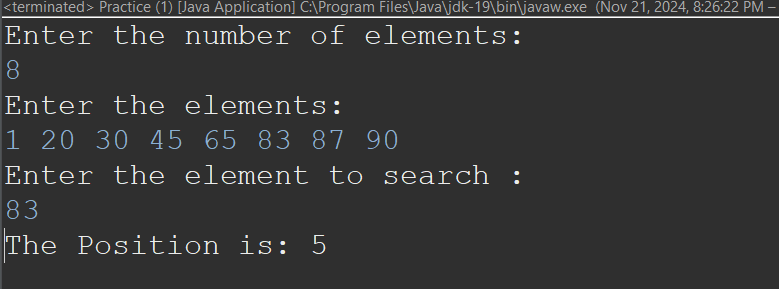 <terminated> Practice (1) [Java Application] C:\Program Files\Java\jdk-19\bin\javaw.exe (Nov 21, 2024, 8:26:22 PM –
Enter the number of elements:
8
Enter the elements:
1 20 30 45 65 83 87 90
Enter the element to search :
83
The Position is: 5